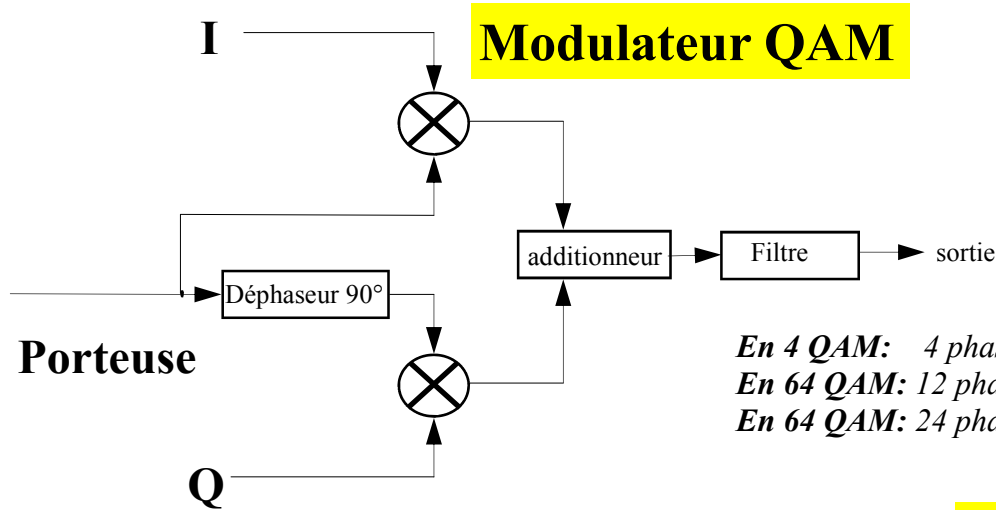 I
Modulateur QAM
additionneur
Filtre
sortie
Déphaseur 90°
Porteuse
En 4 QAM: 4
En 64 QAM: 12
En 64 QAM: 24
Q